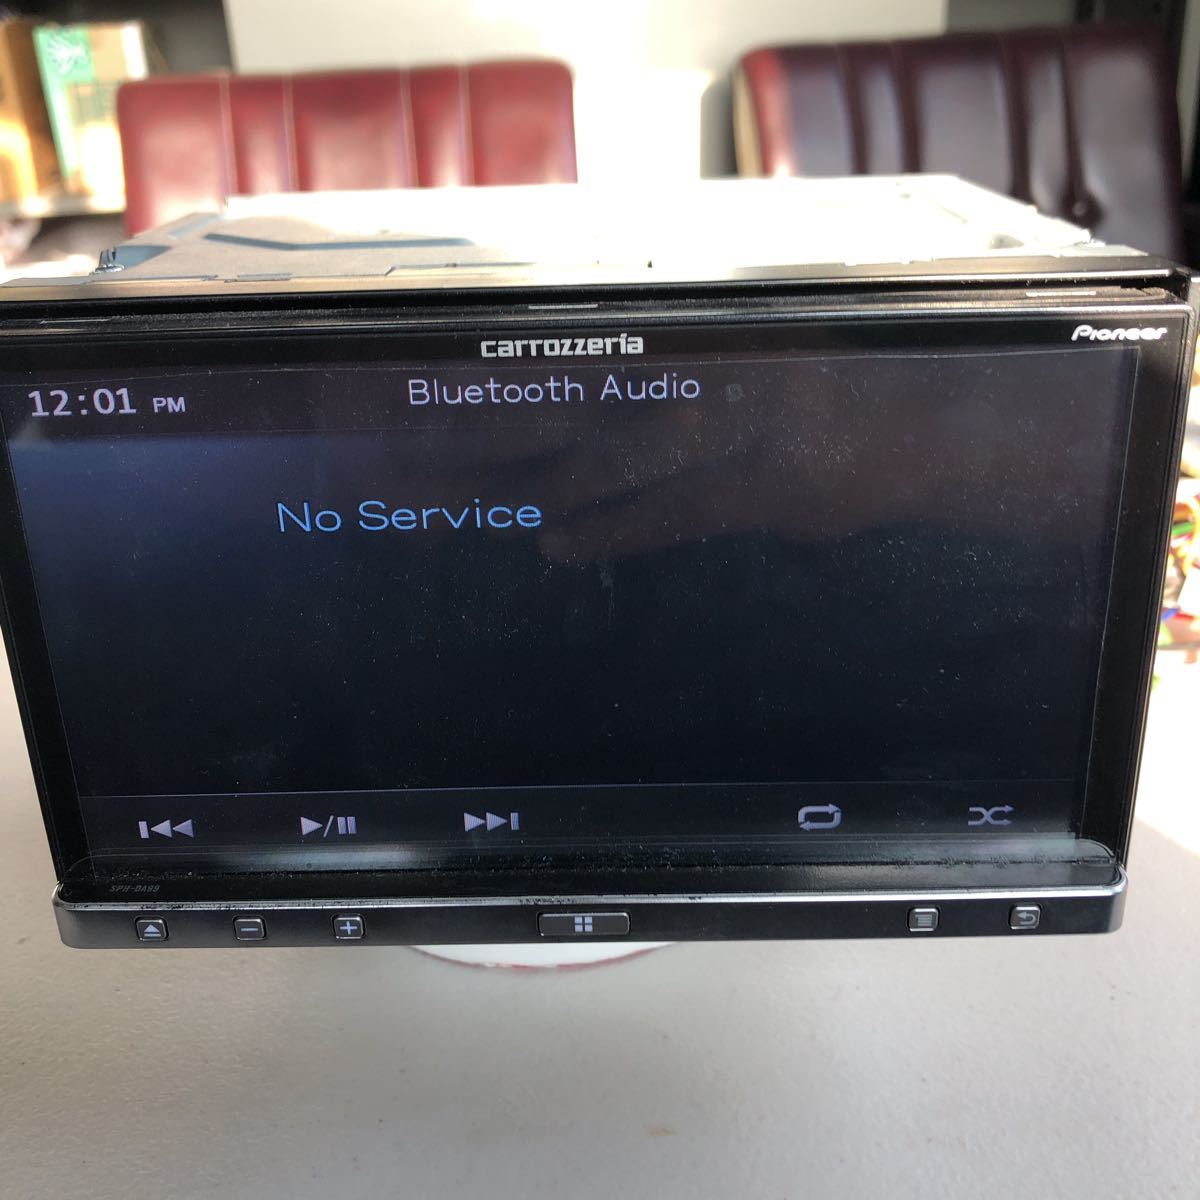 carrozzeria
Pioneer
12:01 PM
Bluetooth Audio
No Service
SPH-DA99